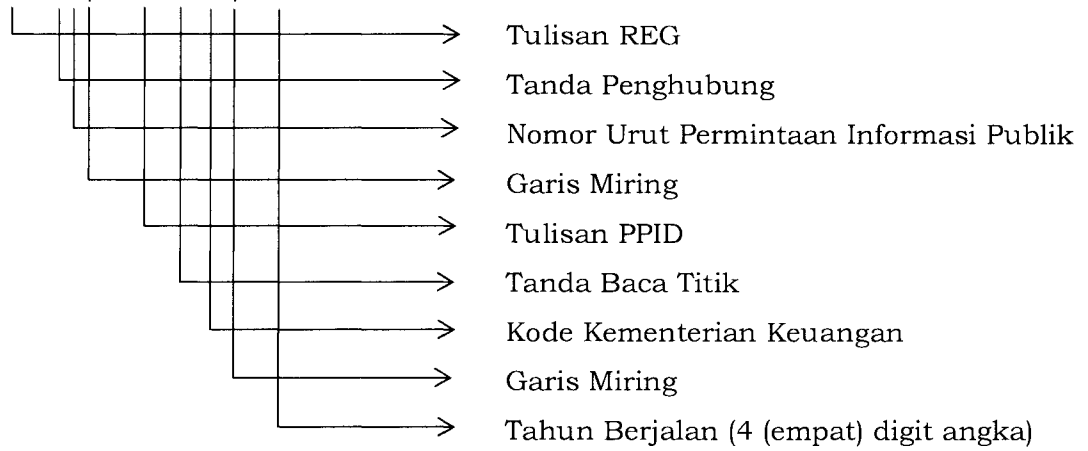 Tulisan REG
Tanda Penghubung
Nomor Urut Permintaan Informasi Publik
Garis Miring
Tulisan PPID
Tanda Baca Titik
Kode Kementerian Keuangan
Garis Miring
Tahun Berjalan (4 (empat) digit angka)